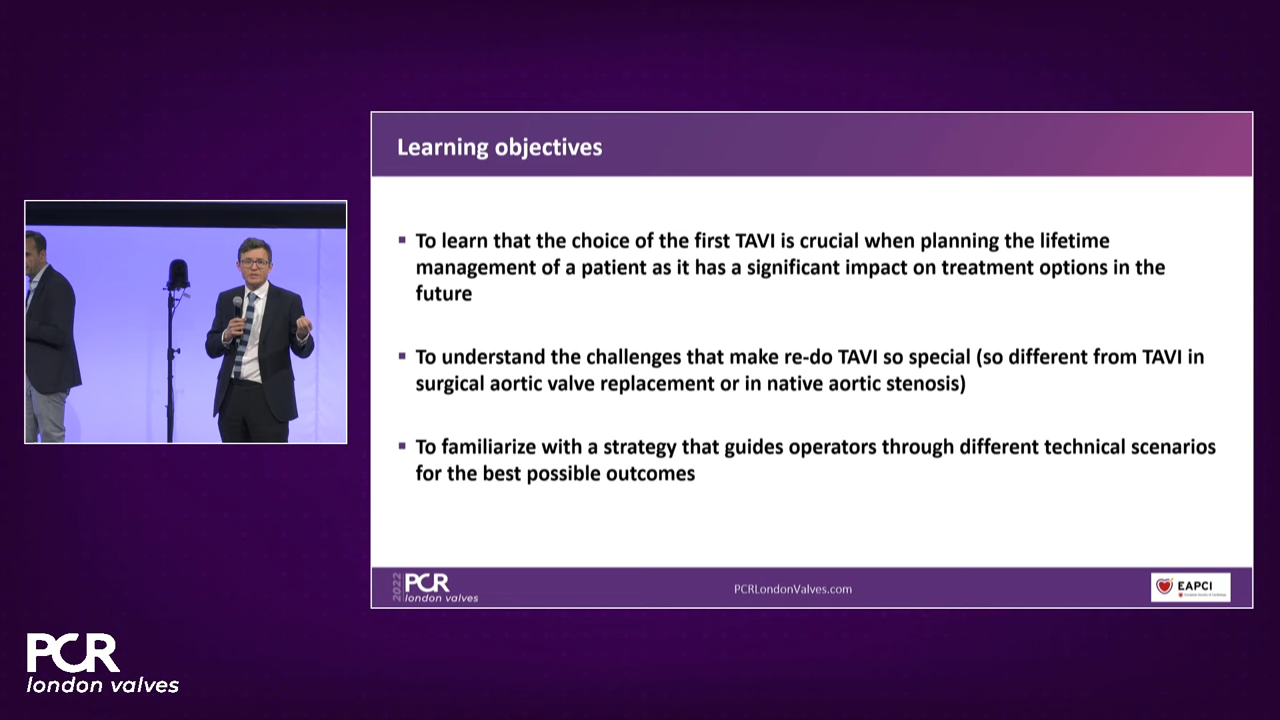 Learning objectives
▪ To learn that the choice of the first TAVI is crucial when planning the lifetime
management of a patient as it has a significant impact on treatment options in the
future
▪ To understand the challenges that make re-do TAVI so special (so different from TAVI in
surgical aortic valve replacement or in native aortic stenosis)
▪ To familiarize with a strategy that guides operators through different technical scenarios
for the best possible outcomes
2022
PCR
london valves
PCRLondonValves.com
EAPCI
PCR
london valves